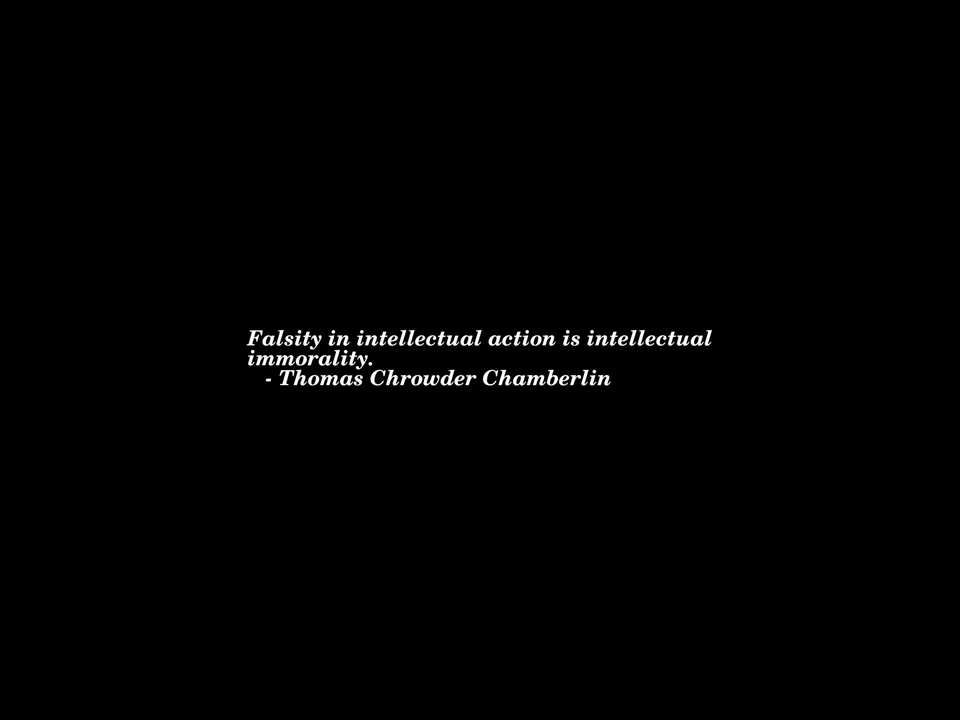 Falsity in intellectual action is intellectual
immorality.
- Thomas Chrowder Chamberlin